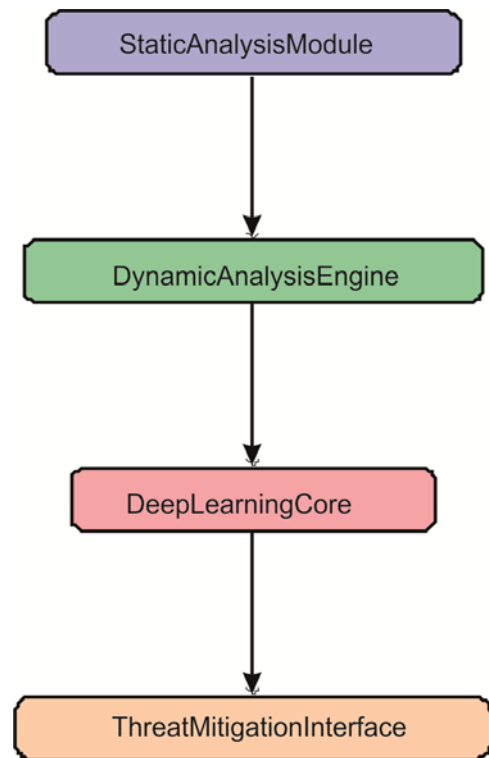 StaticAnalysisModule
DynamicAnalysisEngine
DeepLearningCore
ThreatMitigationInterface